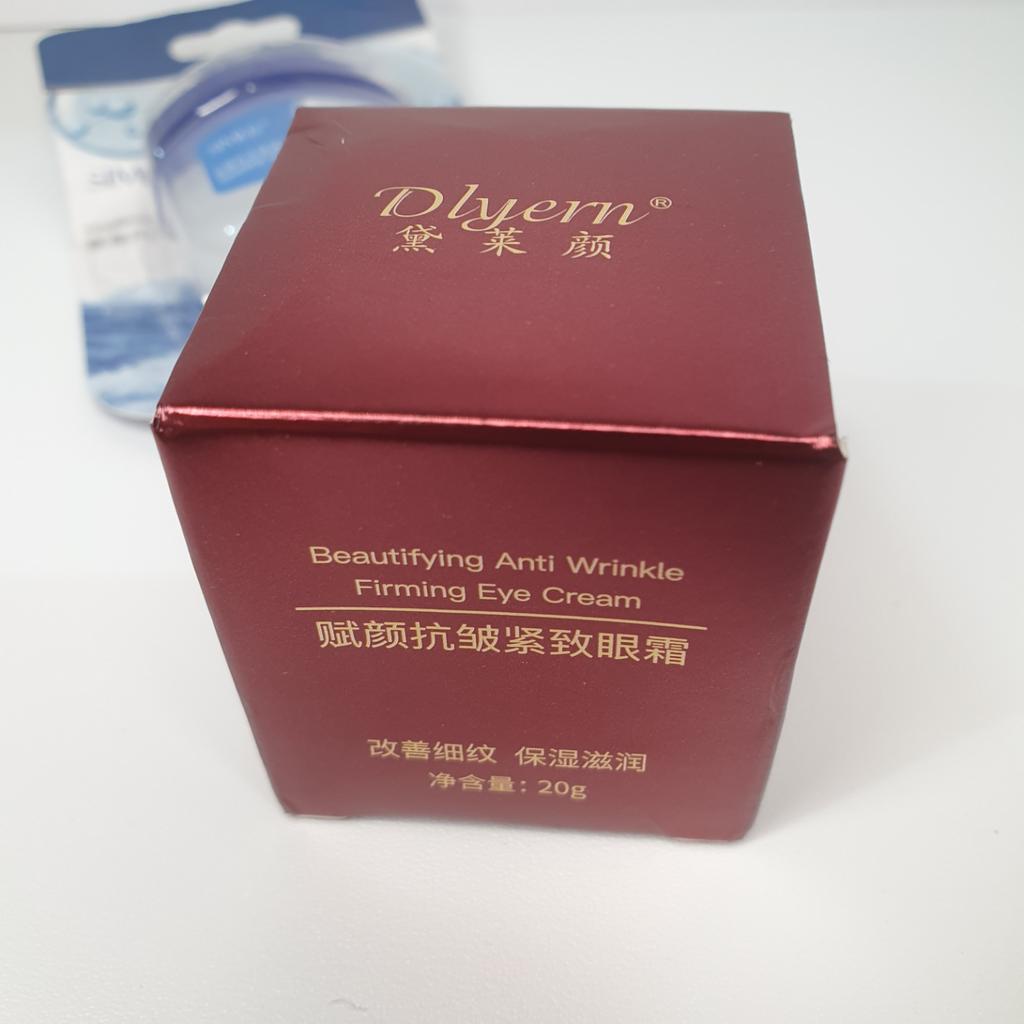 Dlyern®
黛莱颜
Beautifying Anti Wrinkle
Firming Eye Cream
赋颜抗皱紧致眼霜
改善细纹 保湿滋润
净含量：20g